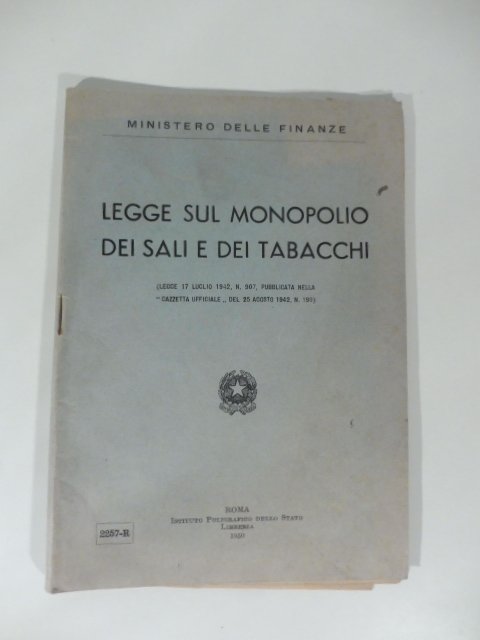 MINISTERO DELLE FINANZE
LEGGE SUL MONOPOLIO
DEI SALI E DEI TABACCHI
(LEGGE 17 LUGLIO 1942, N. 907, PUBBLICATA NELLA
" GAZZETTA UFFICIALE „ DEL 25 AGOSTO 1942, N. 199)
ROMA
ISTITUTO POLIGRAFICO DELLO STATO
LIBRERIA
1950
2257-R